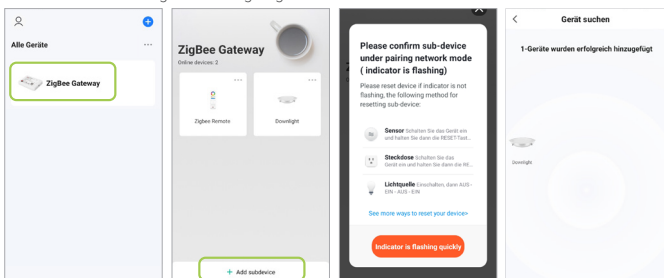 Alle Geräte
ZigBee Gateway
ZigBee Gateway
Online devices: 2
Zigbee Remote
Downlight
+ Add subdevice
Please confirm sub-device
under pairing network mode
( indicator is flashing)
Please reset device if indicator is not
flashing, the following method for
resetting sub-device:
Sensor Schalten Sie das Gerät ein
und halten Sie dann die RESET-Tast...
Steckdose Schalten Sie das
Gerät ein und halten Sie dann die RE...
Lichtquelle Einschalten, dann AUS -
EIN - AUS - EIN
See more ways to reset your device>
Indicator is flashing quickly
Gerät suchen
1-Geräte wurden erfolgreich hinzugefügt
Downlight